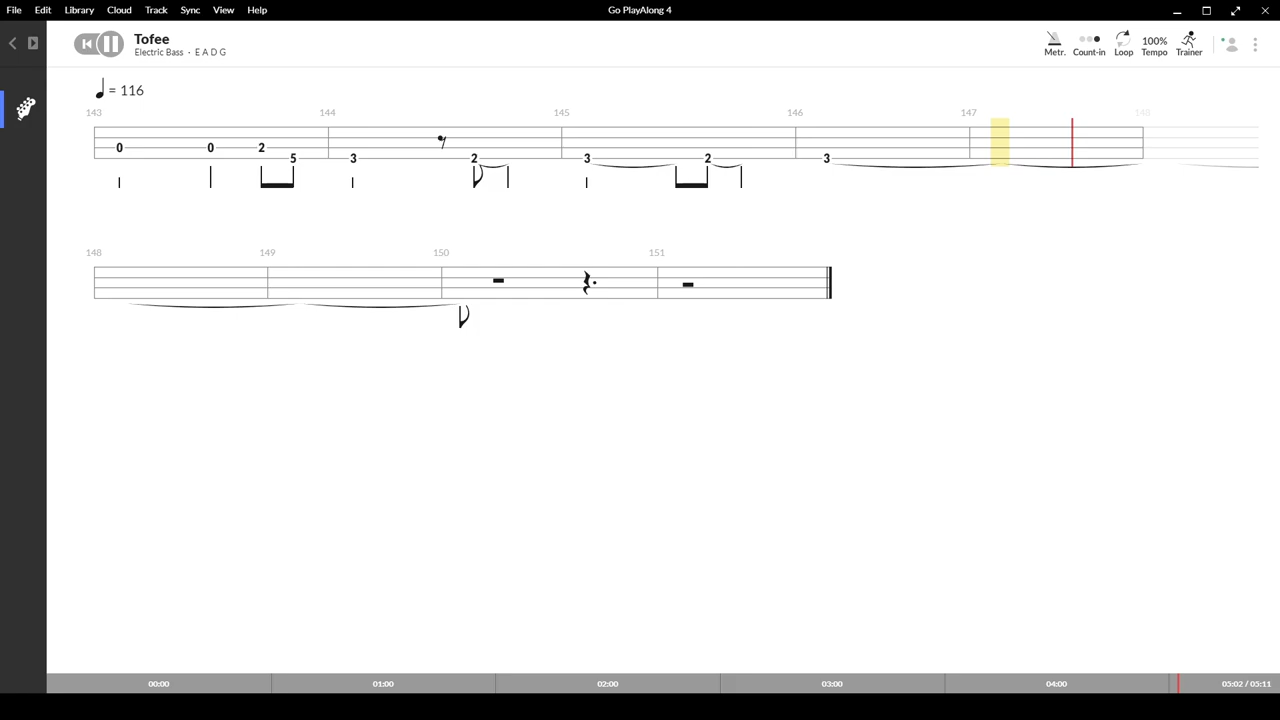 File Edit Library Cloud Track Sync View Help Go PlayAlong 4
Tofee
Electric Bass · E A D G
Metr. Count-in Loop 100% Tempo Trainer
= 116
143 144 145 146 147 148
0 0 2 5 3 2 3 2 3
148 149 150 151
00:00 01:00 02:00 03:00 04:00 05:02 / 05:11